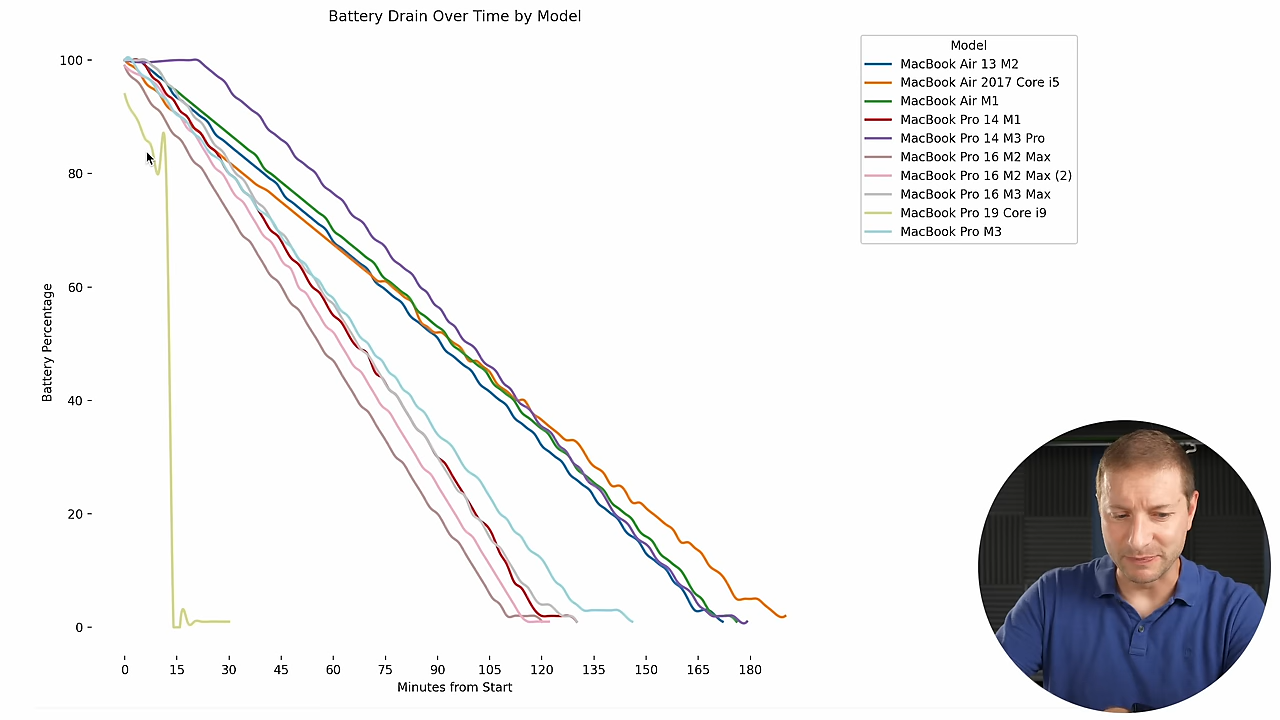 Battery Drain Over Time by Model
Model
MacBook Air 13 M2
MacBook Air 2017 Core i5
MacBook Air M1
MacBook Pro 14 M1
MacBook Pro 14 M3 Pro
MacBook Pro 16 M2 Max
MacBook Pro 16 M2 Max (2)
MacBook Pro 16 M3 Max
MacBook Pro 19 Core i9
MacBook Pro M3
Battery Percentage
100
80
60
40
20
0
0 15 30 45 60 75 90 105 120 135 150 165 180
Minutes from Start